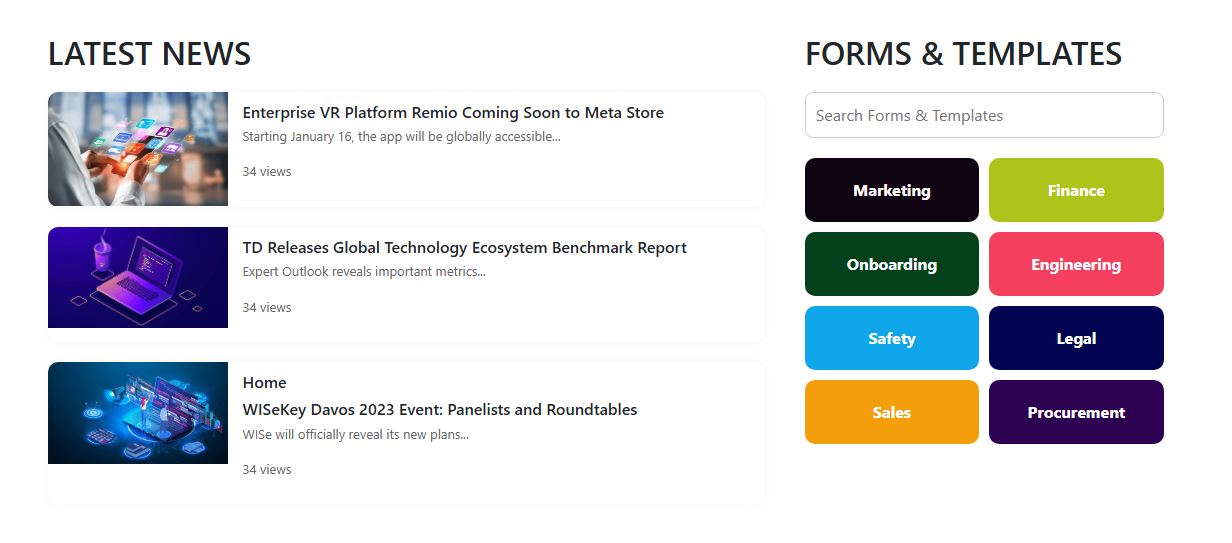 LATEST NEWS
Enterprise VR Platform Remio Coming Soon to Meta Store
Starting January 16, the app will be globally accessible...
34 views
TD Releases Global Technology Ecosystem Benchmark Report
Expert Outlook reveals important metrics...
34 views
Home
WISeKey Davos 2023 Event: Panelists and Roundtables
WISe will officially reveal its new plans...
34 views
FORMS & TEMPLATES
Search Forms & Templates
Marketing
Finance
Onboarding
Engineering
Safety
Legal
Sales
Procurement